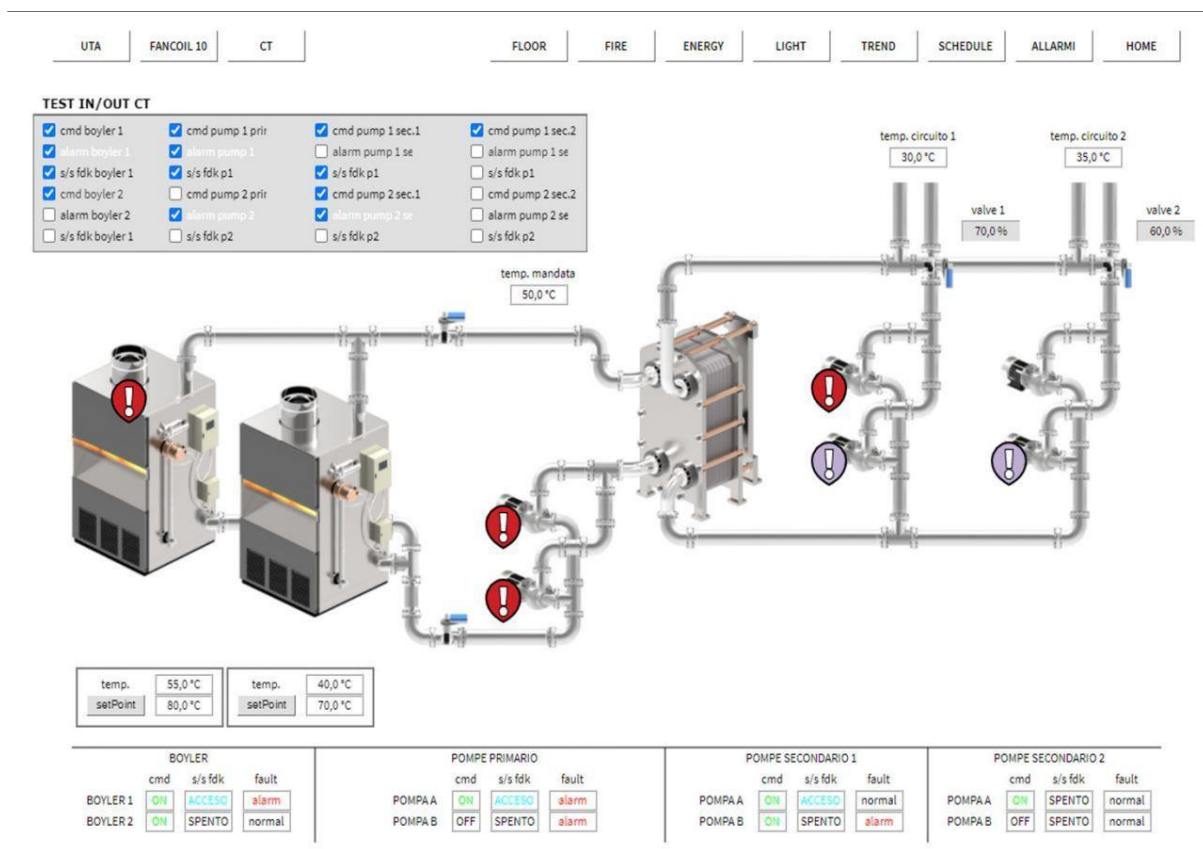 UTA FANCOIL 10 CT FLOOR FIRE ENERGY LIGHT TREND SCHEDULE ALLARMI HOME
TEST IN/OUT CT
cmd boyler 1 cmd pump 1 prir cmd pump 1 sec.1 cmd pump 1 sec.2
alarm boyler 1 alarm pump 1 alarm pump 1 se alarm pump 1 se
s/s fdk boyler 1 s/s fdk p1 s/s fdk p1 s/s fdk p1
cmd boyler 2 cmd pump 2 prir cmd pump 2 sec.1 cmd pump 2 sec.2
alarm boyler 2 alarm pump 2 alarm pump 2 se alarm pump 2 se
s/s fdk boyler 1 s/s fdk p2 s/s fdk p2 s/s fdk p2
temp. circuito 1 temp. circuito 2
30,0 °C 35,0 °C
valve 1 valve 2
70,0 % 60,0 %
temp. mandata
50,0 °C
temp. 55,0 °C temp. 40,0 °C
setPoint 80,0 °C setPoint 70,0 °C
BOYLER POMPE PRIMARIO POMPE SECONDARIO 1 POMPE SECONDARIO 2
cmd s/s fdk fault cmd s/s fdk fault cmd s/s fdk fault cmd s/s fdk fault
BOYLER 1 ON ACCESO alarm POMPA A ON ACCESO alarm POMPA A ON ACCESO normal POMPA A ON SPENTO normal
BOYLER 2 ON SPENTO normal POMPA B OFF SPENTO alarm POMPA B ON SPENTO alarm POMPA B OFF SPENTO normal